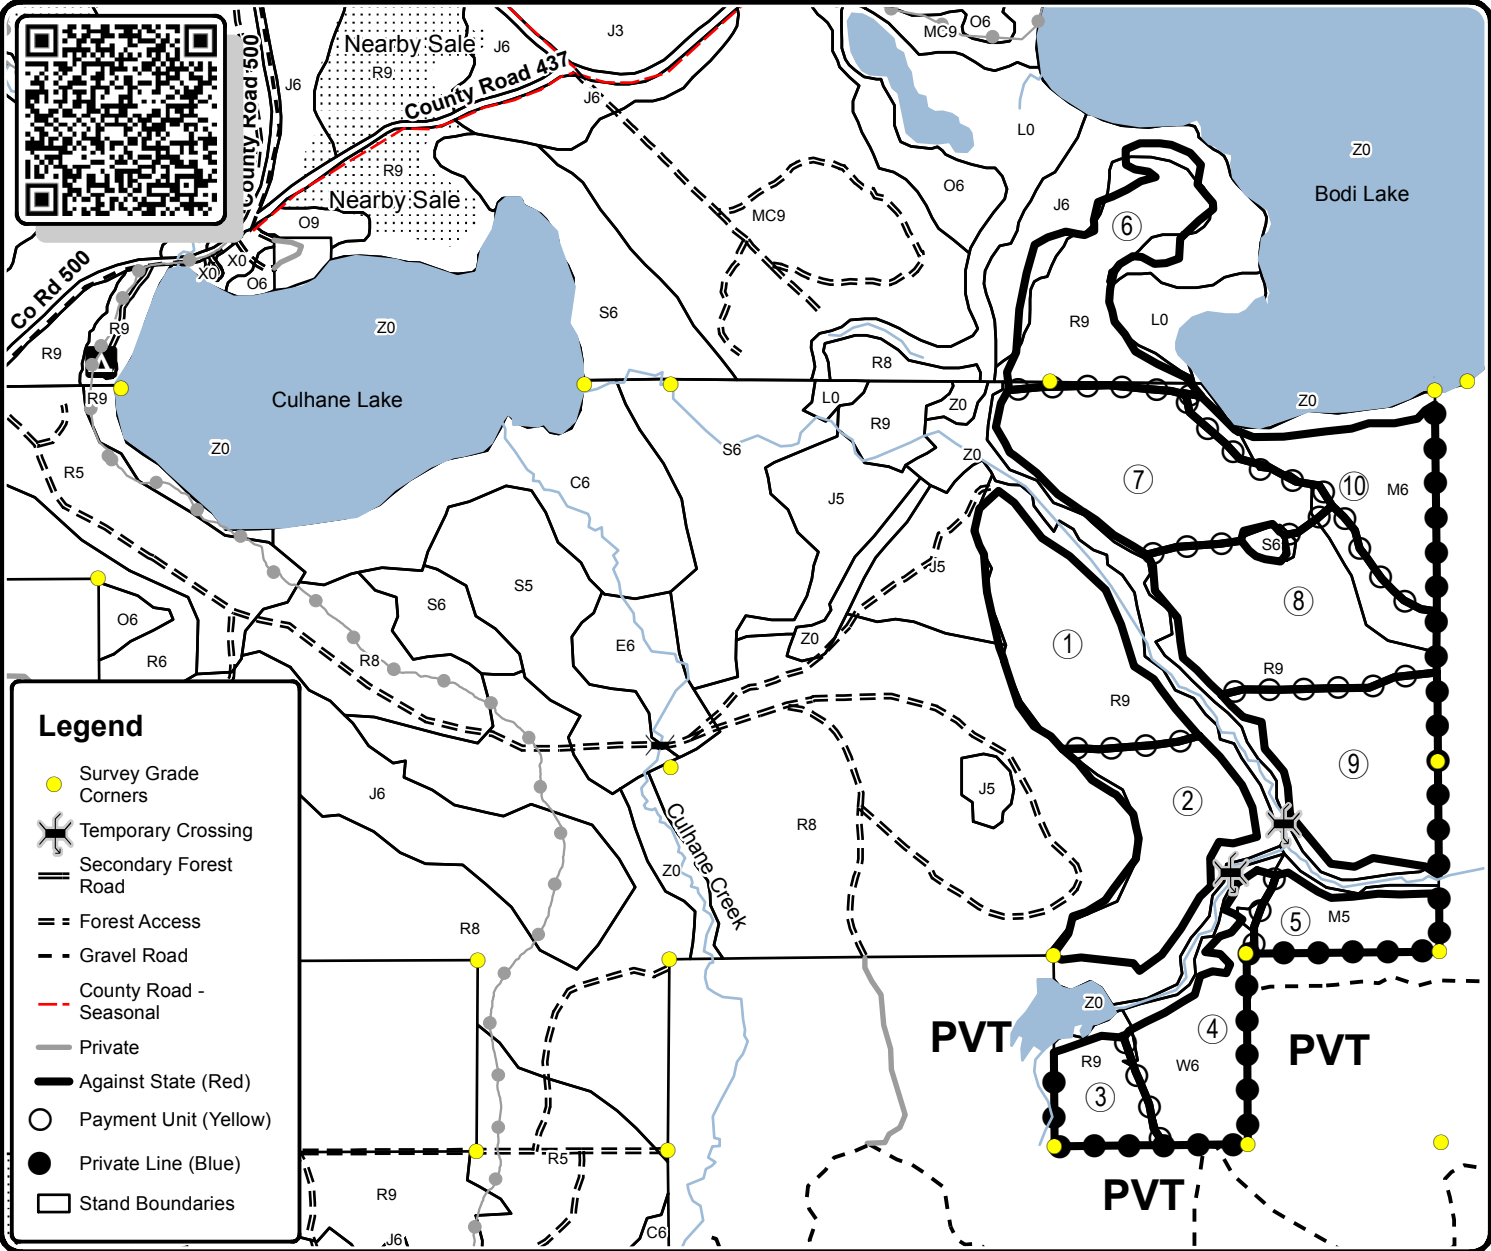 Nearby Sale
R9
J6
J3
O6
MC9
J6
County Road 500
County Road 437
J6
L0
Z0
R9
Nearby Sale
O6
Bodi Lake
MC9
J6
6
O9
X0
X0
O6
Co Rd 500
S6
R9
L0
Z0
R9
R9
R8
R9
L0
Z0
Culhane Lake
Z0
R9
Z0
S6
Z0
R5
C6
J5
7
10
M6
S6
J5
S5
S6
8
O6
E6
Z0
1
R6
R8
R9
R9
9
J6
J5
2
R8
Culhane Creek
Z0
R8
5
M5
Z0
PVT
4
PVT
R9
W6
3
R5
PVT
R9
C6
J6
Legend
Survey Grade
Corners
Temporary Crossing
Secondary Forest
Road
Forest Access
Gravel Road
County Road -
Seasonal
Private
Against State (Red)
Payment Unit (Yellow)
Private Line (Blue)
Stand Boundaries